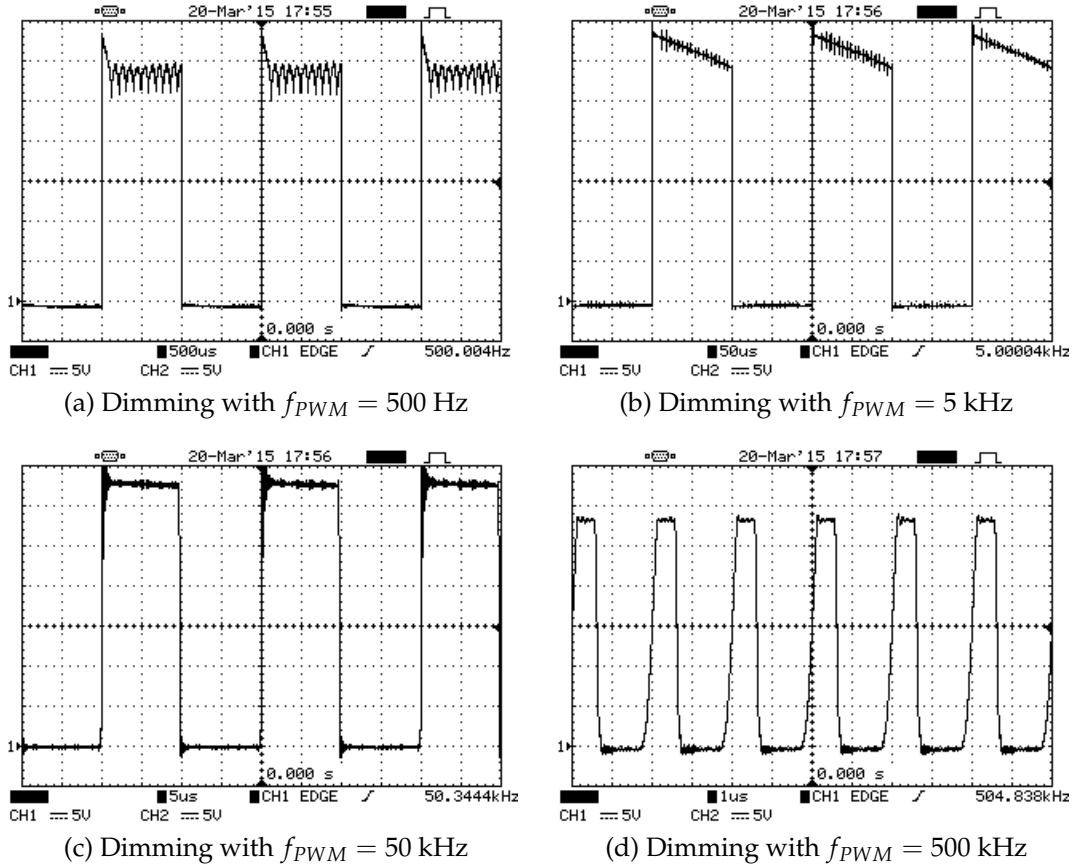 20-Mar'15 17:55
1
0.000 s
500us CH1 EDGE 500.004Hz
CH1 5V CH2 5V
(a) Dimming with f_PWM = 500 Hz
20-Mar'15 17:56
1
0.000 s
50us CH1 EDGE 5.00004kHz
CH1 5V CH2 5V
(b) Dimming with f_PWM = 5 kHz
20-Mar'15 17:56
1
0.000 s
5us CH1 EDGE 50.3444kHz
CH1 5V CH2 5V
(c) Dimming with f_PWM = 50 kHz
20-Mar'15 17:57
1
0.000 s
1us CH1 EDGE 504.838kHz
CH1 5V CH2 5V
(d) Dimming with f_PWM = 500 kHz